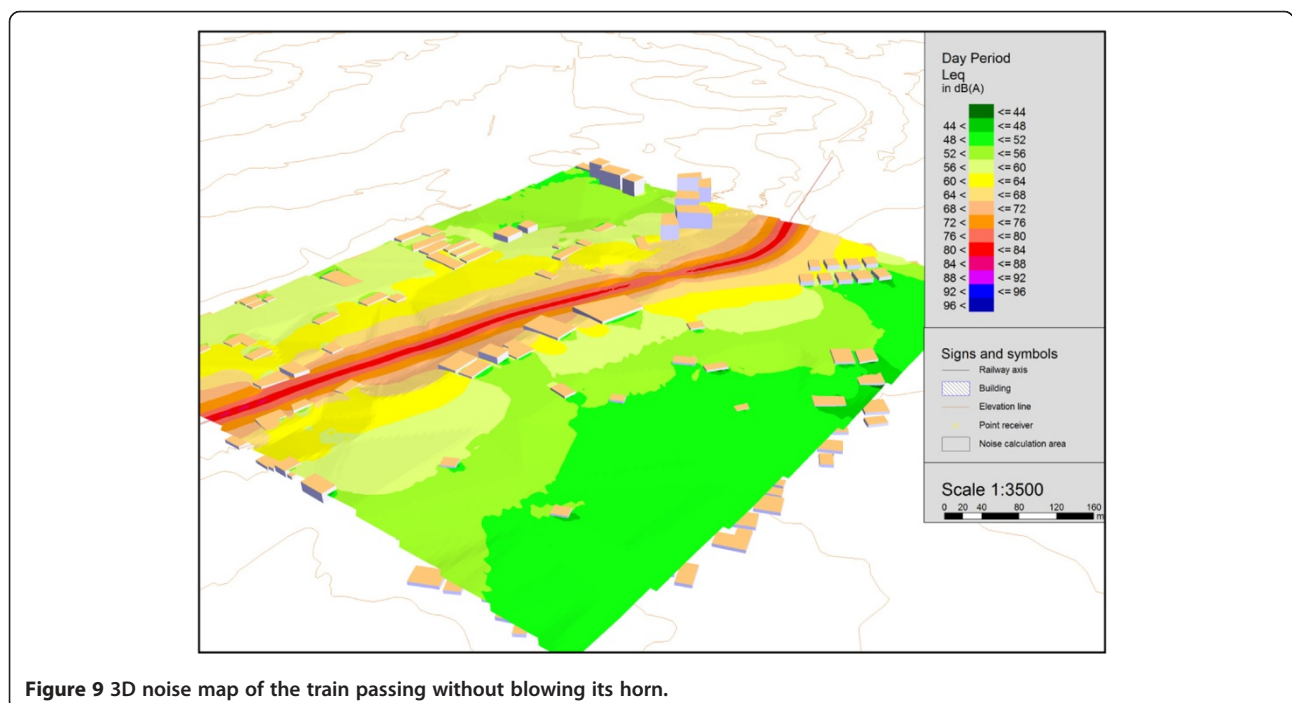 Day Period
Leq
in dB(A)
<= 44
44 < <= 48
48 < <= 52
52 < <= 56
56 < <= 60
60 < <= 64
64 < <= 68
68 < <= 72
72 < <= 76
76 < <= 80
80 < <= 84
84 < <= 88
88 < <= 92
92 < <= 96
96 <
Signs and symbols
Railway axis
Building
Elevation line
Point receiver
Noise calculation area
Scale 1:3500
0 20 40 80 120 160
m
Figure 9 3D noise map of the train passing without blowing its horn.